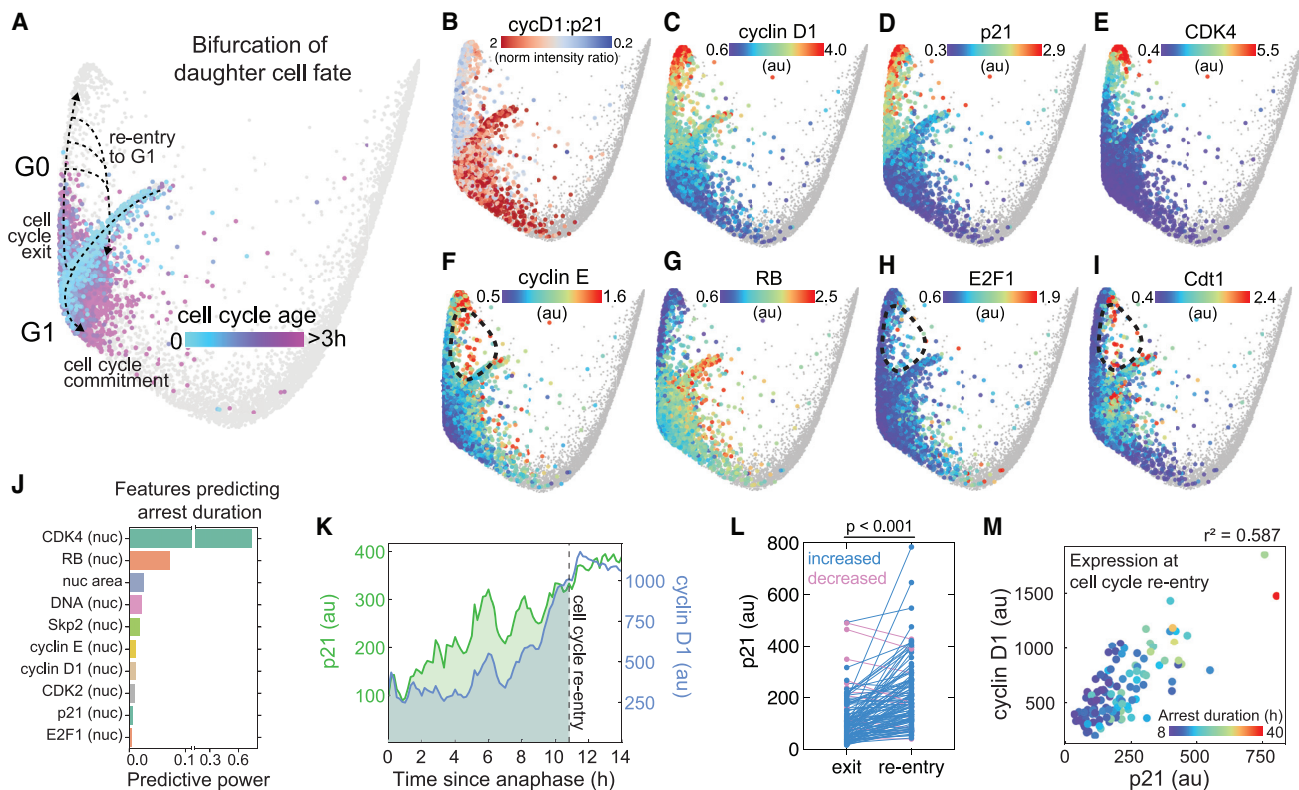 A
Bifurcation of
daughter cell fate
re-entry
to G1
G0
cell
cycle
exit
G1
cell cycle age
0
>3h
cell cycle
commitment
B
cycD1:p21
2
0.2
(norm intensity ratio)
C
cyclin D1
0.6
4.0
(au)
D
p21
0.3
2.9
(au)
E
CDK4
0.4
5.5
(au)
F
cyclin E
0.5
1.6
(au)
G
RB
0.6
2.5
(au)
H
E2F1
0.6
1.9
(au)
I
Cdt1
0.4
2.4
(au)
J
Features predicting
arrest duration
CDK4 (nuc)
RB (nuc)
nuc area
DNA (nuc)
Skp2 (nuc)
cyclin E (nuc)
cyclin D1 (nuc)
CDK2 (nuc)
p21 (nuc)
E2F1 (nuc)
0.0 0.1 0.3 0.6
Predictive power
K
p21 (au)
400
300
200
100
cyclin D1 (au)
1000
750
500
250
cell cycle re-entry
0 2 4 6 8 10 12 14
Time since anaphase (h)
L
p < 0.001
increased
decreased
p21 (au)
800
600
400
200
0
exit re-entry
M
r² = 0.587
Expression at
cell cycle re-entry
cyclin D1 (au)
1500
1000
500
Arrest duration (h)
8
40
0 250 500 750
p21 (au)